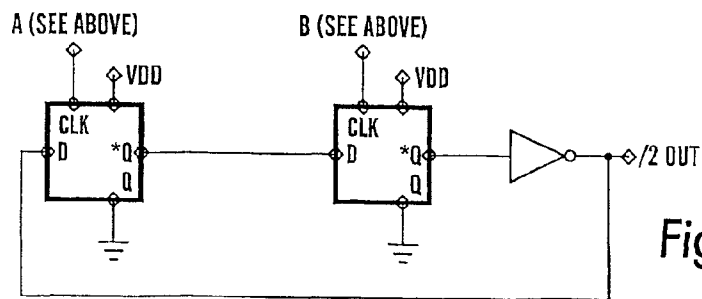 A (SEE ABOVE)
B (SEE ABOVE)
VDD
VDD
CLK
D
*Q
Q
CLK
D
*Q
Q
/2 OUT
Fig